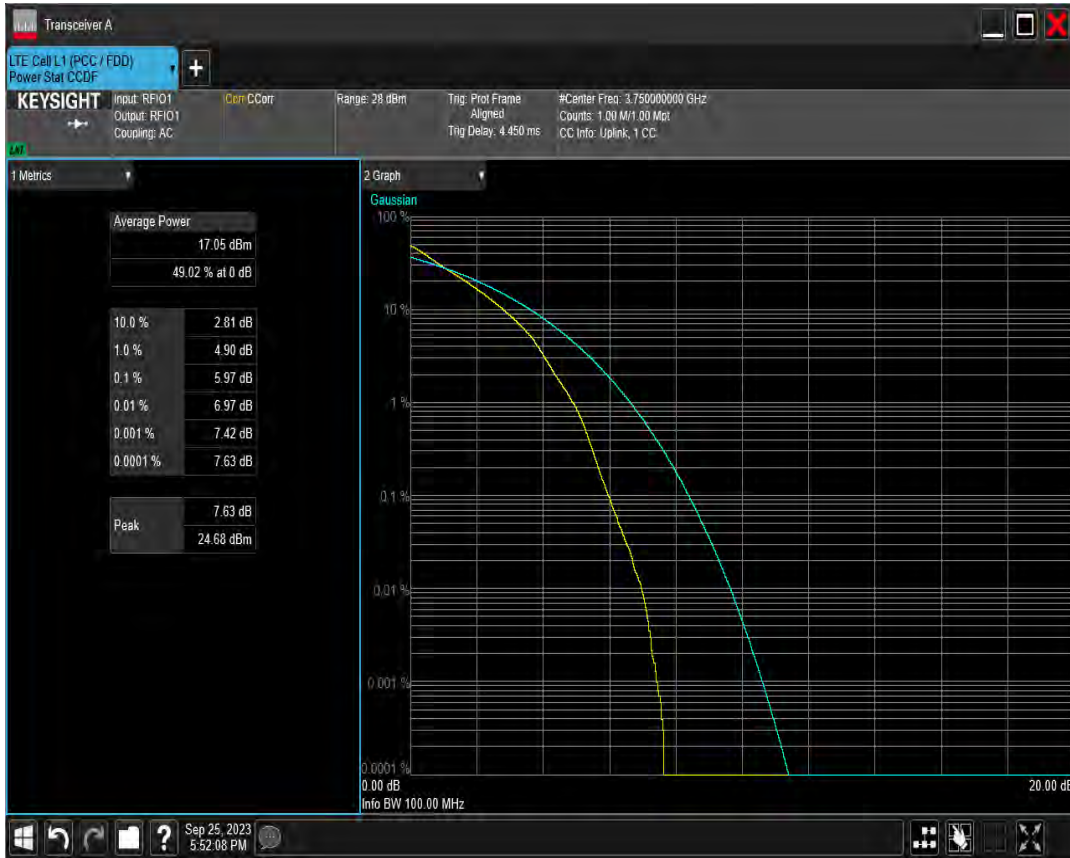 Transceiver A
LTE Cell L1 (PCC / FDD)
Power Stat CCDF
+
KEYSIGHT
Input: RFIO1
Output: RFIO1
Coupling: AC
Corr CCorr
Range: 28 dBm
Trig: Prot Frame
Aligned
Trig Delay: 4.450 ms
#Center Freq: 3.750000000 GHz
Counts: 1.00 M/1.00 Mpt
CC Info: Uplink, 1 CC
1 Metrics
Average Power
17.05 dBm
49.02 % at 0 dB
10.0 % 2.81 dB
1.0 % 4.90 dB
0.1 % 5.97 dB
0.01 % 6.97 dB
0.001 % 7.42 dB
0.0001 % 7.63 dB
Peak
7.63 dB
24.68 dBm
2 Graph
Gaussian
100 %
10 %
1 %
0.1 %
0.01 %
0.001 %
0.0001 %
0.00 dB
20.00 dB
Info BW 100.00 MHz
?
Sep 25, 2023
5:52:08 PM